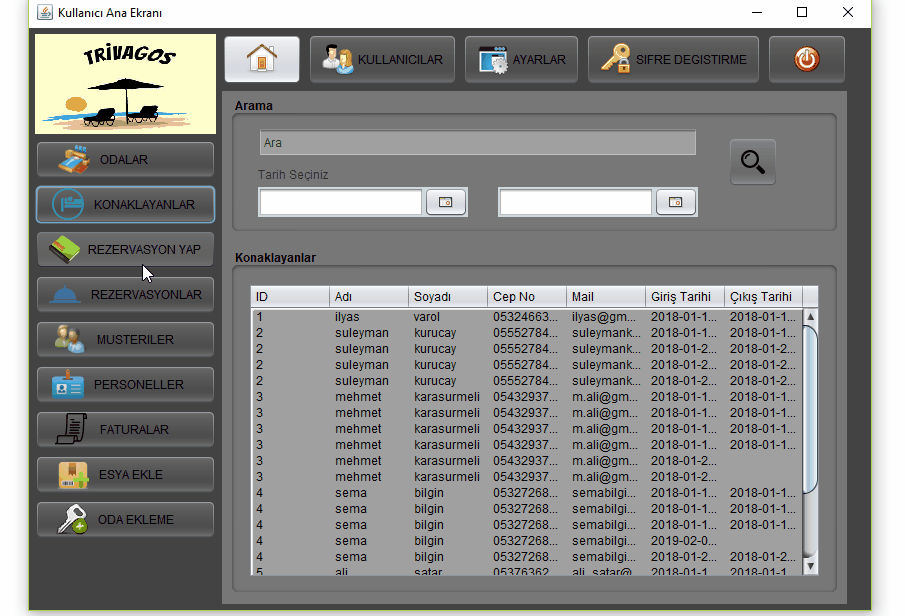 Kullanıcı Ana Ekranı
TRİVAGOS
KULLANICILAR
AYARLAR
SIFRE DEGISTIRME
ODALAR
KONAKLAYANLAR
REZERVASYON YAP
REZERVASYONLAR
MUSTERILER
PERSONELLER
FATURALAR
ESYA EKLE
ODA EKLEME
Arama
Ara
Tarih Seçiniz
Konaklayanlar
ID Adı Soyadı Cep No Mail Giriş Tarihi Çıkış Tarihi
1 ilyas varol 05324663... ilyas@gm... 2018-01-1... 2018-01-1...
2 suleyman kurucay 05552784... suleymank... 2018-01-1... 2018-01-1...
2 suleyman kurucay 05552784... suleymank... 2018-01-2... 2018-01-2...
2 suleyman kurucay 05552784... suleymank... 2018-01-2... 2018-01-2...
2 suleyman kurucay 05552784... suleymank... 2018-01-2... 2018-01-2...
3 mehmet karasurmeli 05432937... m.ali@gm... 2018-01-1... 2018-01-1...
3 mehmet karasurmeli 05432937... m.ali@gm... 2018-01-1... 2018-01-1...
3 mehmet karasurmeli 05432937... m.ali@gm... 2018-01-1... 2018-01-1...
3 mehmet karasurmeli 05432937... m.ali@gm... 2018-01-1... 2018-01-1...
3 mehmet karasurmeli 05432937... m.ali@gm... 2018-01-2...
3 mehmet karasurmeli 05432937... m.ali@gm... 2018-01-2...
4 sema bilgin 05327268... semabilgi... 2018-01-1... 2018-01-1...
4 sema bilgin 05327268... semabilgi... 2018-01-1... 2018-01-1...
4 sema bilgin 05327268... semabilgi... 2018-01-1... 2018-01-1...
4 sema bilgin 05327268... semabilgi... 2019-02-0...
4 sema bilgin 05327268... semabilgi... 2018-01-2... 2018-01-2...
5 ali satar 05376362... ali_satar@... 2018-01-1... 2018-01-1...